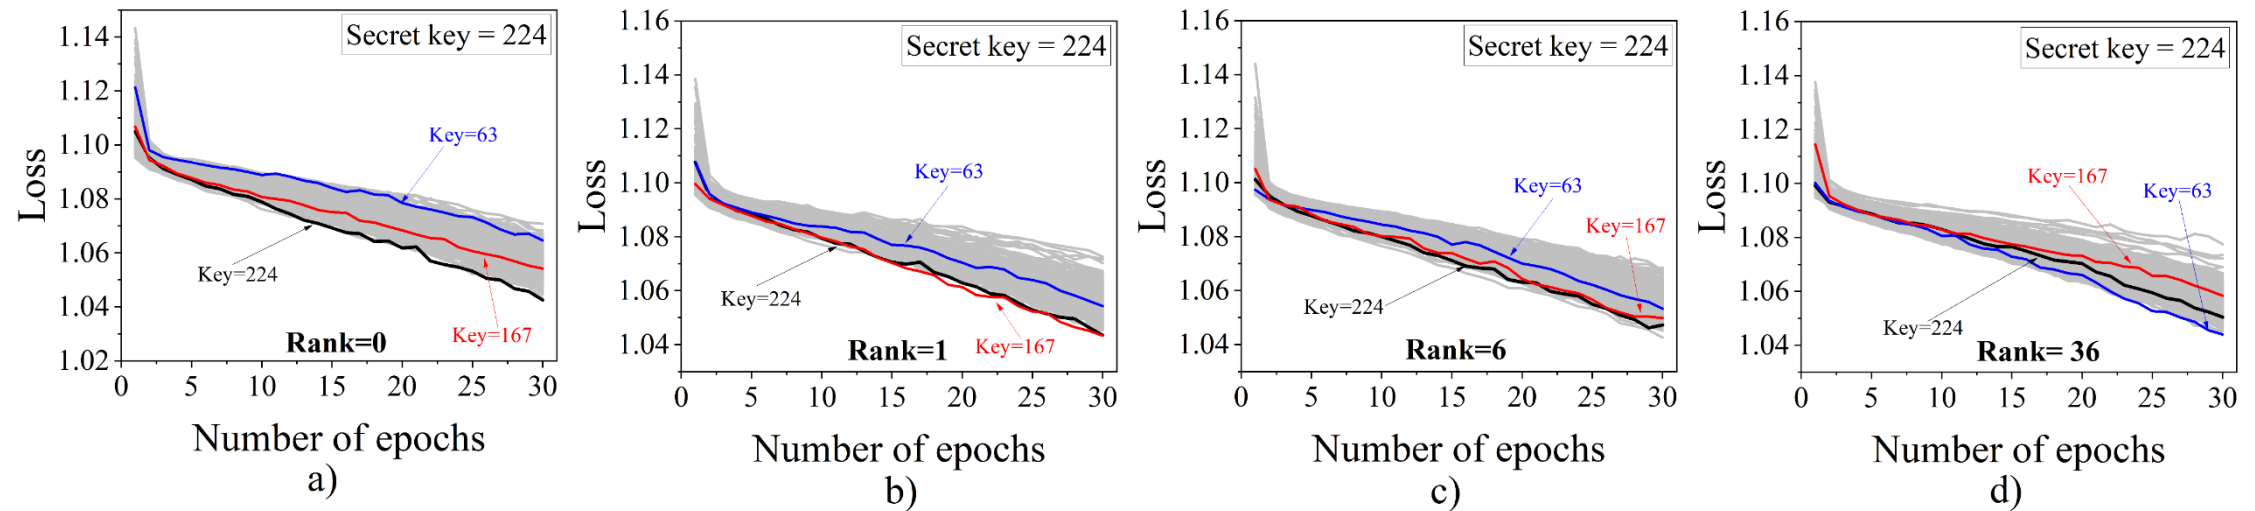 1.14
1.12
1.10
1.08
1.06
1.04
1.02
Loss
Secret key = 224
Key=63
Key=224
Key=167
Rank=0
0 5 10 15 20 25 30
Number of epochs
a)
1.16
1.14
1.12
1.10
1.08
1.06
1.04
Loss
Secret key = 224
Key=63
Key=224
Key=167
Rank=1
0 5 10 15 20 25 30
Number of epochs
b)
1.16
1.14
1.12
1.10
1.08
1.06
1.04
Loss
Secret key = 224
Key=63
Key=167
Key=224
Rank=6
0 5 10 15 20 25 30
Number of epochs
c)
1.16
1.14
1.12
1.10
1.08
1.06
1.04
Loss
Secret key = 224
Key=167
Key=63
Key=224
Rank= 36
0 5 10 15 20 25 30
Number of epochs
d)